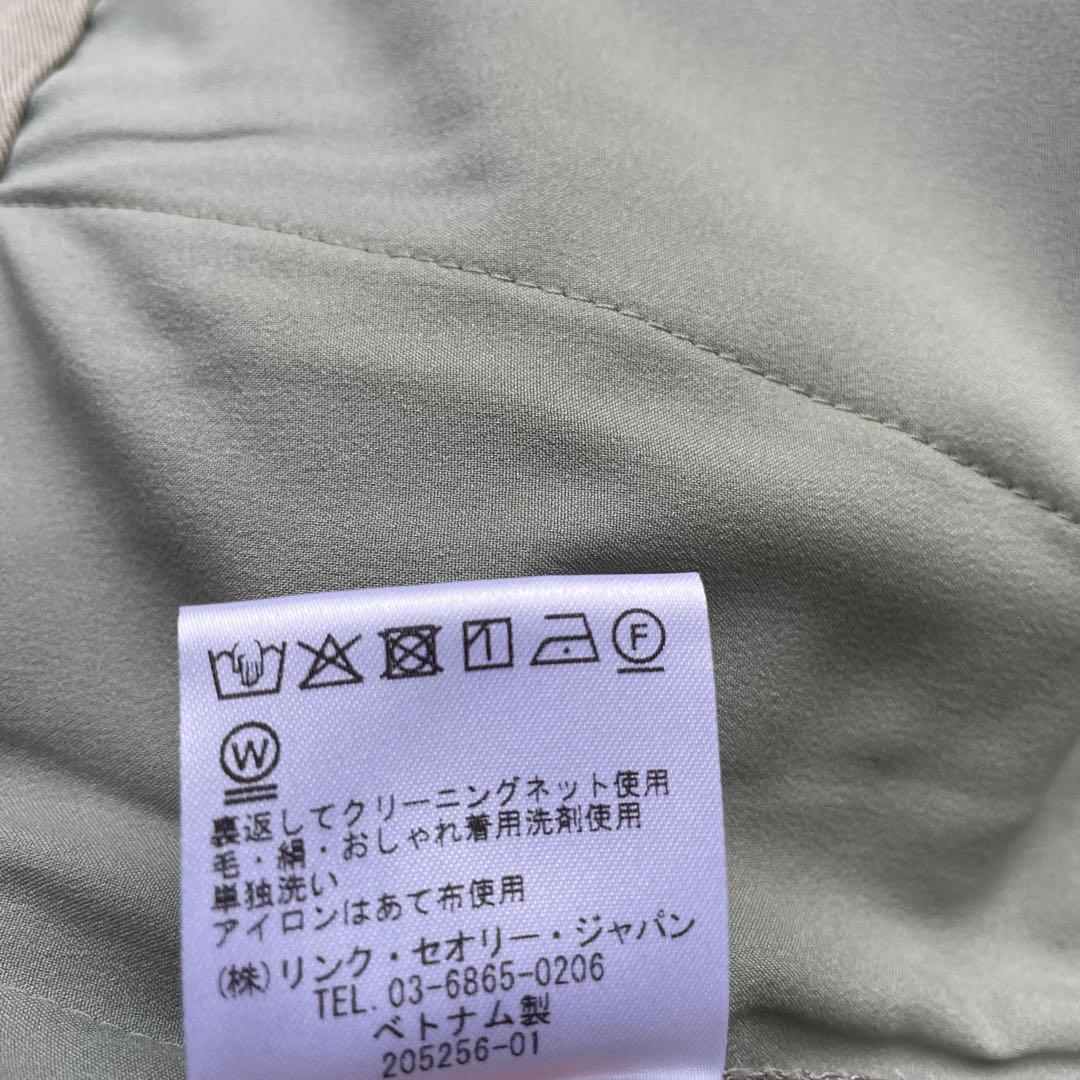 F
W
裏返してクリーニングネット使用
毛・絹・おしゃれ着用洗剤使用
単独洗い
アイロンはあて布使用
(株)リンク・セオリー・ジャパン
TEL. 03-6865-0206
ベトナム製
205256-01